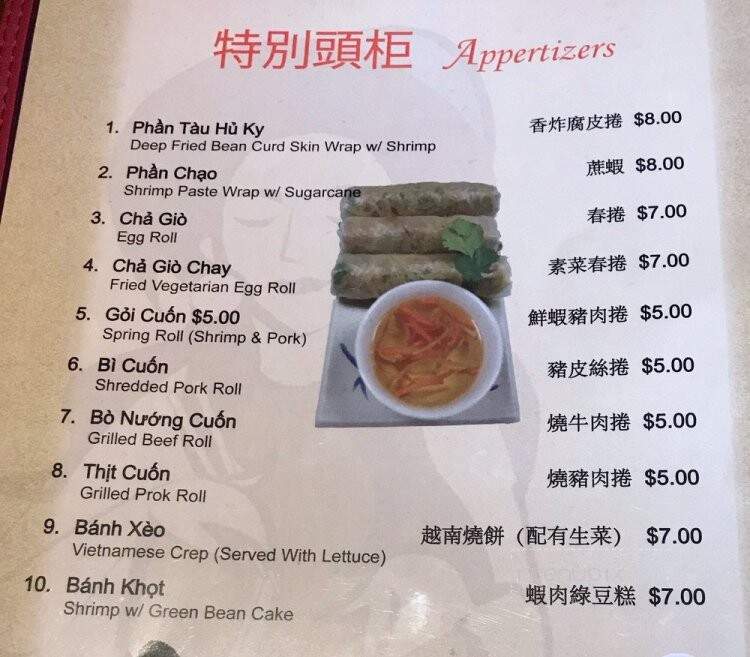 特別頭柜 Appertizers
1. Phần Tàu Hủ Ky 香炸腐皮捲 $8.00
Deep Fried Bean Curd Skin Wrap w/ Shrimp
2. Phần Chạo 蔗蝦 $8.00
Shrimp Paste Wrap w/ Sugarcane
3. Chả Giò 春捲 $7.00
Egg Roll
4. Chả Giò Chay 素菜春捲 $7.00
Fried Vegetarian Egg Roll
5. Gỏi Cuốn $5.00 鮮蝦豬肉捲 $5.00
Spring Roll (Shrimp & Pork)
6. Bì Cuốn 豬皮絲捲 $5.00
Shredded Pork Roll
7. Bò Nướng Cuốn 燒牛肉捲 $5.00
Grilled Beef Roll
8. Thịt Cuốn 燒豬肉捲 $5.00
Grilled Prok Roll
9. Bánh Xèo 越南燒餅（配有生菜） $7.00
Vietnamese Crep (Served With Lettuce)
10. Bánh Khọt 蝦肉綠豆糕 $7.00
Shrimp w/ Green Bean Cake